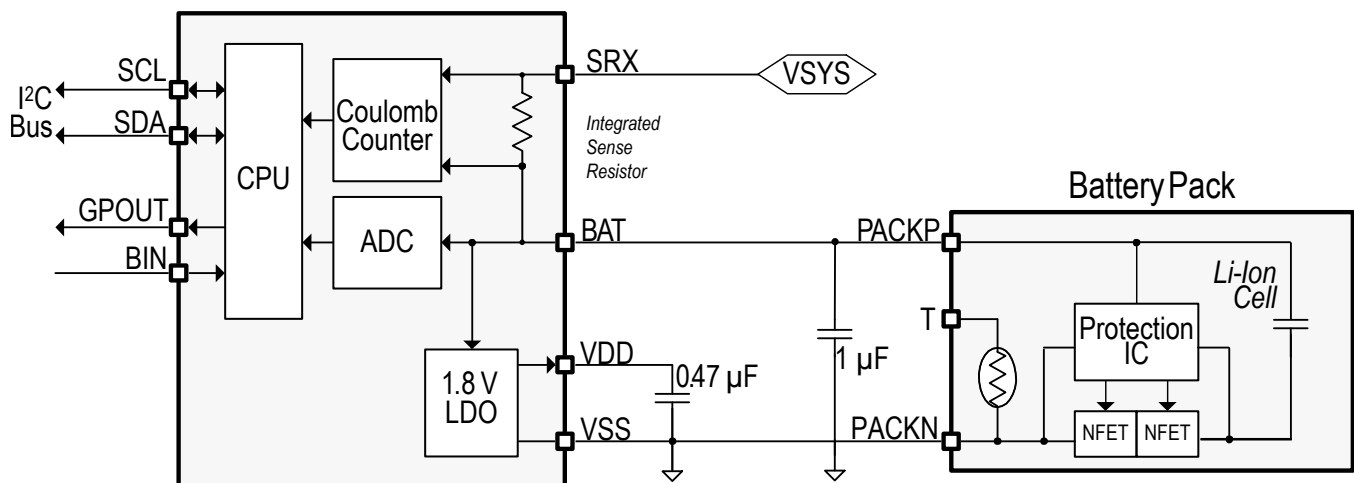 SCL
I²C
Bus
SDA
GPOUT
BIN
CPU
Coulomb
Counter
ADC
1.8 V
LDO
SRX
VSYS
Integrated
Sense
Resistor
BAT
VDD
0.47 µF
VSS
1 µF
Battery Pack
PACKP
T
PACKN
Protection
IC
NFET
NFET
Li-Ion
Cell